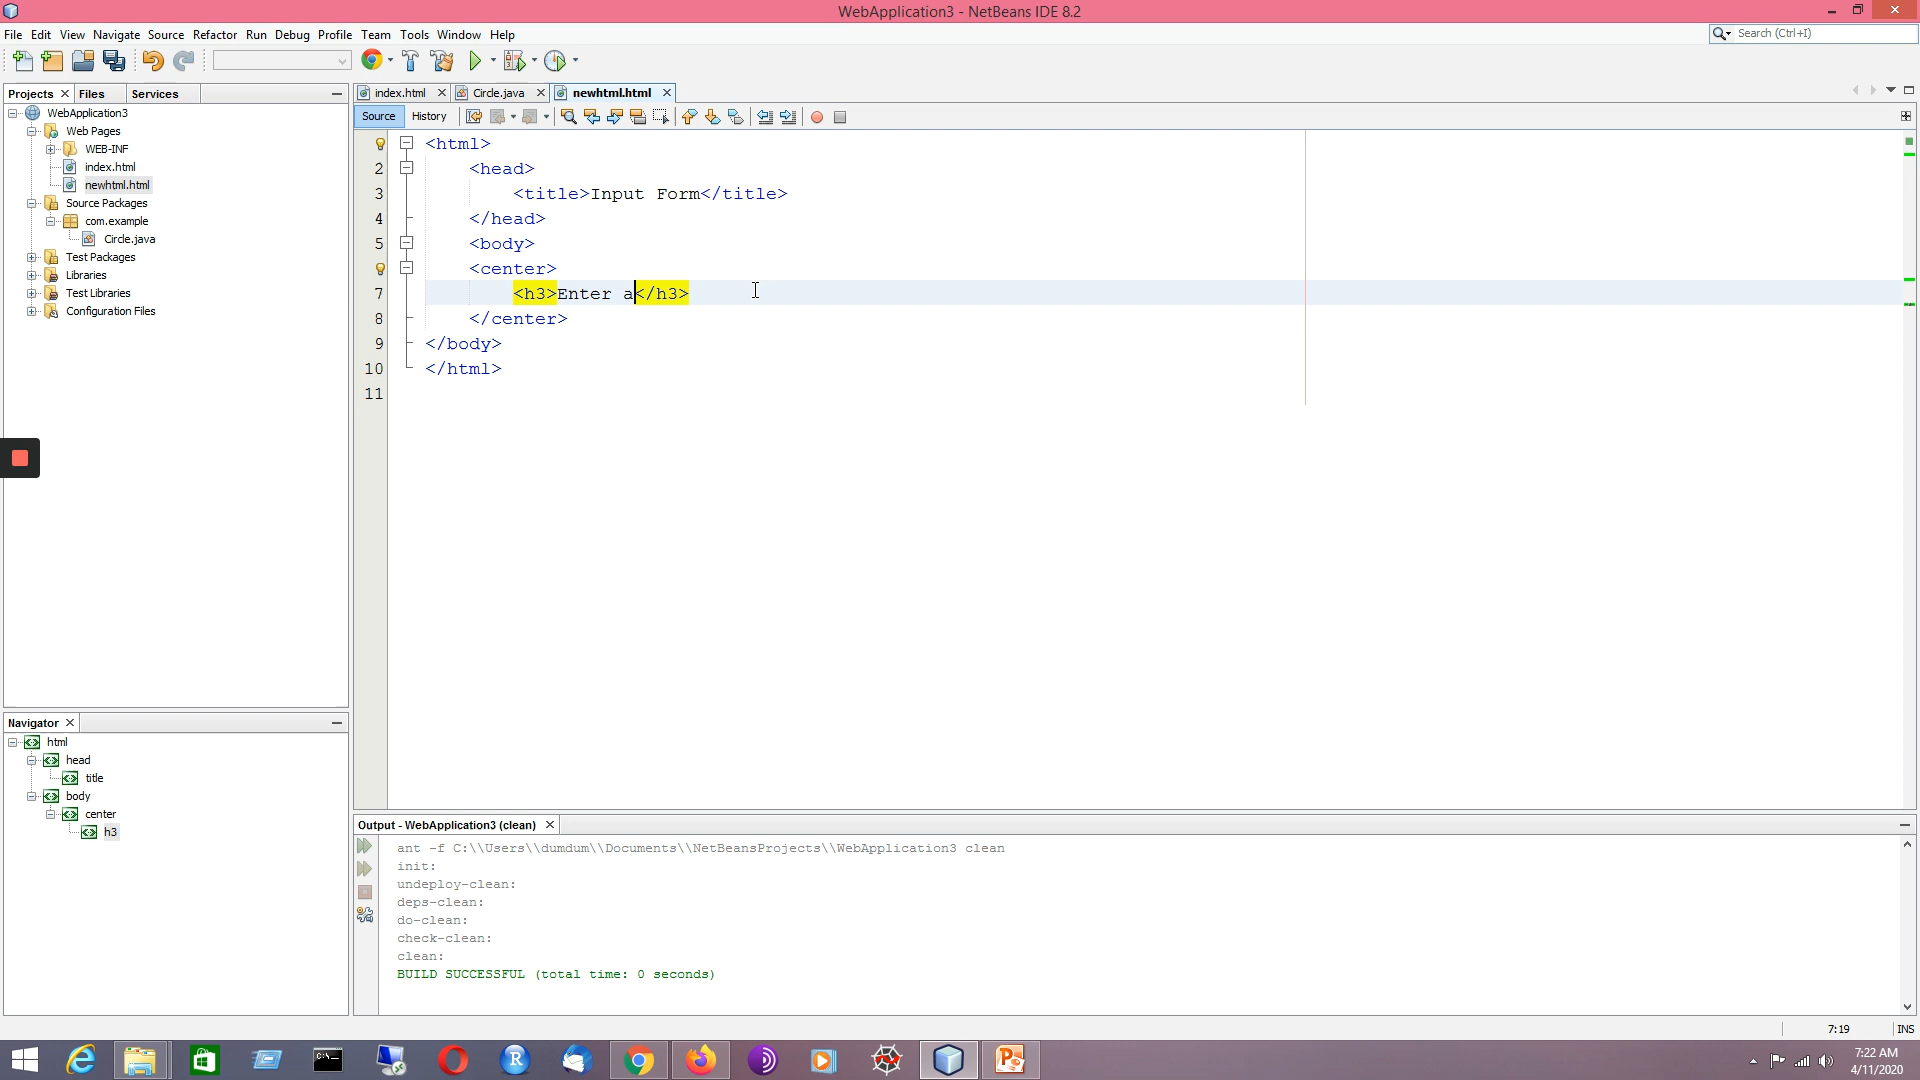 WebApplication3 - NetBeans IDE 8.2
File Edit View Navigate Source Refactor Run Debug Profile Team Tools Window Help
Search (Ctrl+I)
Projects Files Services
WebApplication3
Web Pages
WEB-INF
index.html
newhtml.html
Source Packages
com.example
Circle.java
Test Packages
Libraries
Test Libraries
Configuration Files
Navigator
html
head
title
body
center
h3
index.html Circle.java newhtml.html
Source History
<html>
2 <head>
3 <title>Input Form</title>
4 </head>
5 <body>
<center>
7 <h3>Enter a</h3>
8 </center>
9 </body>
10 </html>
11
Output - WebApplication3 (clean)
ant -f C:\\Users\\dumdum\\Documents\\NetBeansProjects\\WebApplication3 clean
init:
undeploy-clean:
deps-clean:
do-clean:
check-clean:
clean:
BUILD SUCCESSFUL (total time: 0 seconds)
7:19 INS
7:22 AM
4/11/2020